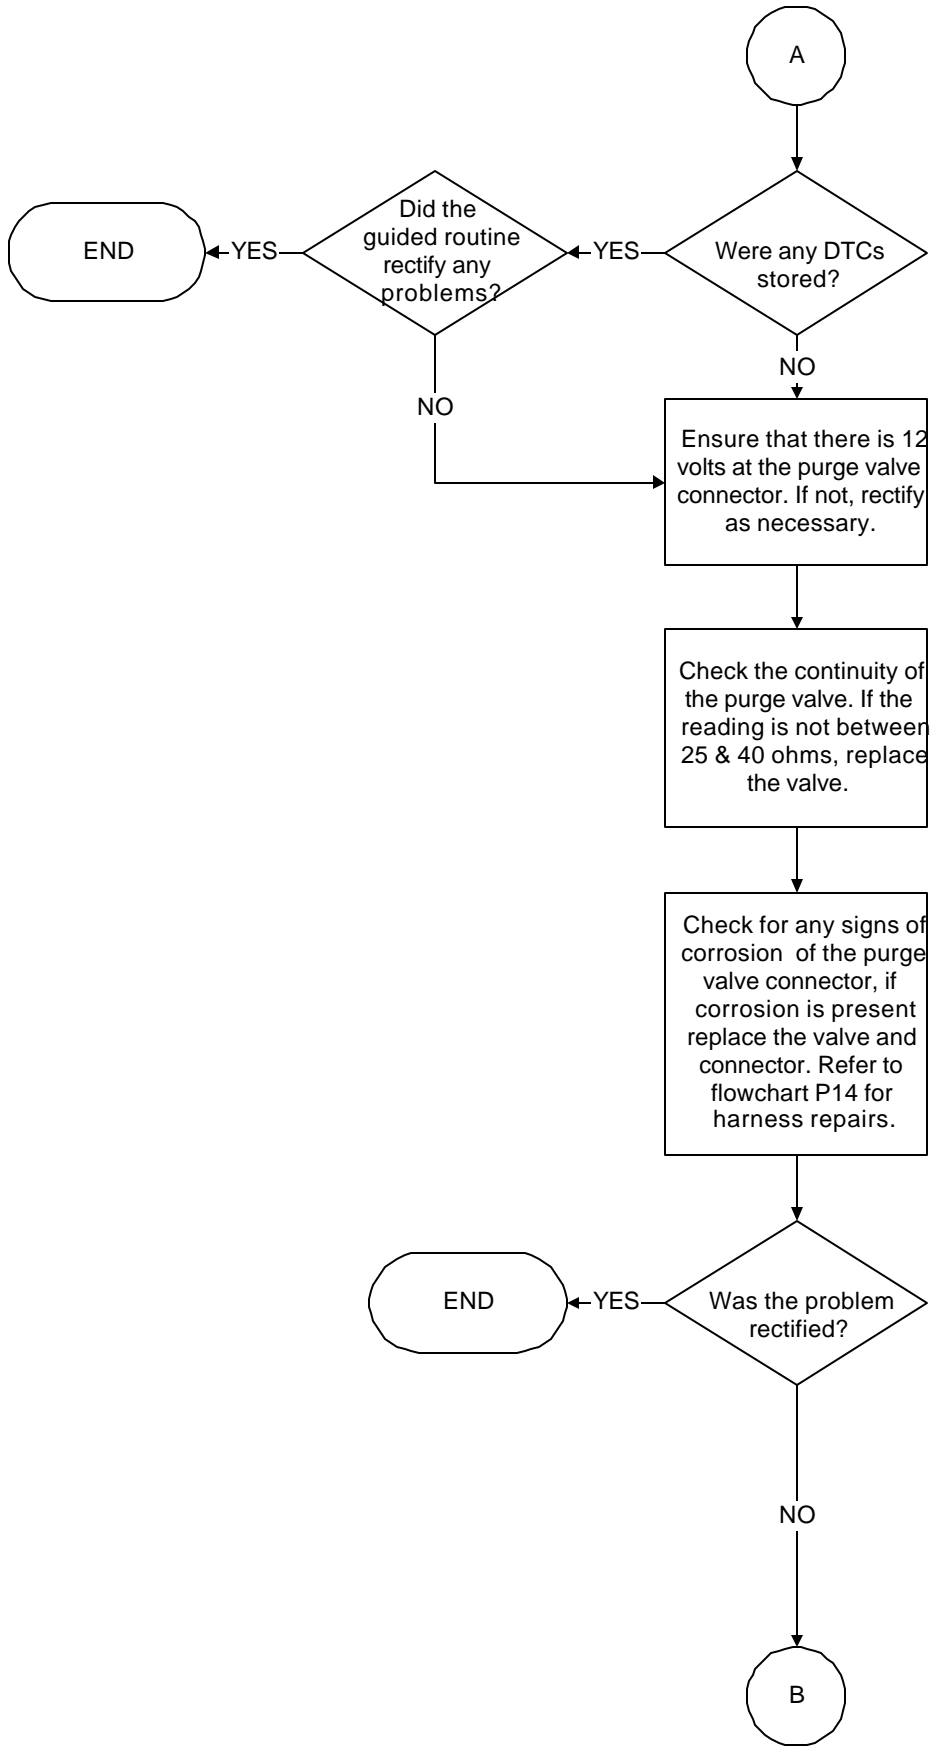 A
Were any DTCs
stored?
YES
Did the
guided routine
rectify any
problems?
YES
END
NO
NO
Ensure that there is 12
volts at the purge valve
connector. If not, rectify
as necessary.
Check the continuity of
the purge valve. If the
reading is not between
25 & 40 ohms, replace
the valve.
Check for any signs of
corrosion of the purge
valve connector, if
corrosion is present
replace the valve and
connector. Refer to
flowchart P14 for
harness repairs.
Was the problem
rectified?
YES
END
NO
B